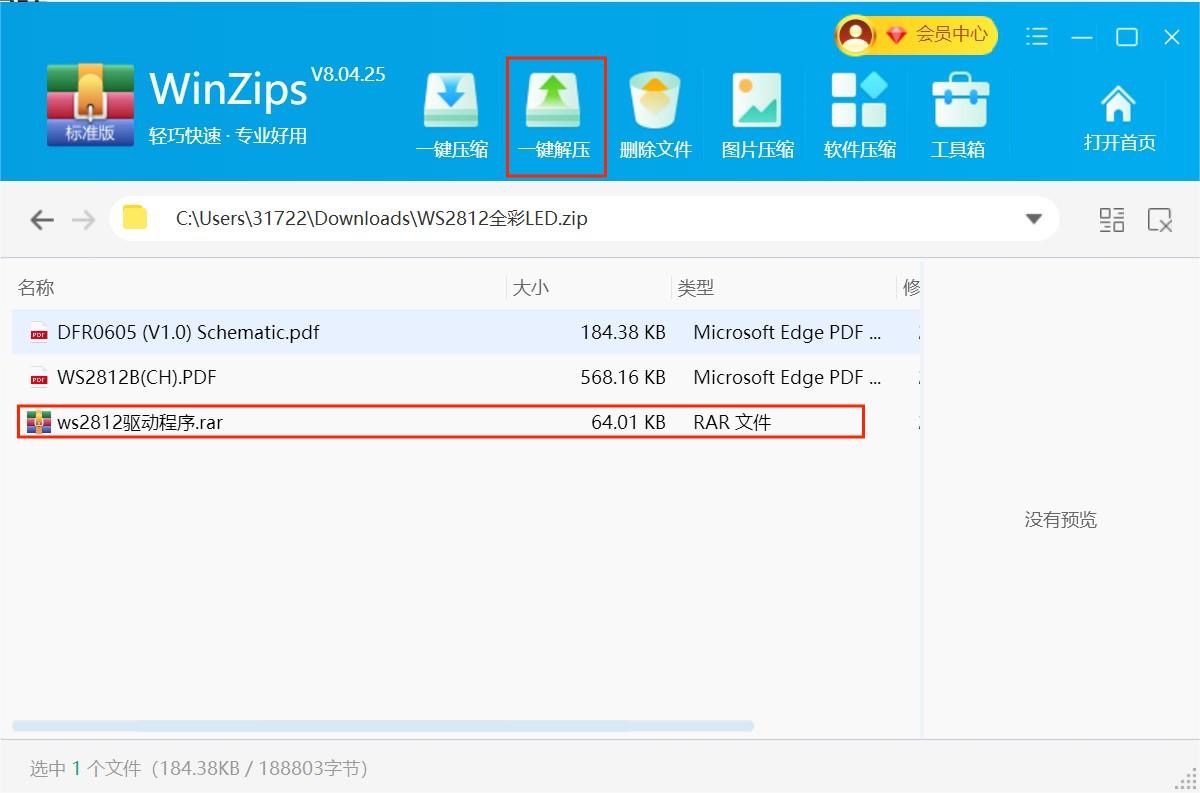 会员中心
WinZips V8.04.25
标准版
轻巧快速 · 专业好用
一键压缩
一键解压
删除文件
图片压缩
软件压缩
工具箱
打开首页
C:\Users\31722\Downloads\WS2812全彩LED.zip
名称 大小 类型 修
PDF DFR0605 (V1.0) Schematic.pdf 184.38 KB Microsoft Edge PDF ...
PDF WS2812B(CH).PDF 568.16 KB Microsoft Edge PDF ...
ws2812驱动程序.rar 64.01 KB RAR 文件
没有预览
选中 1 个文件（184.38KB / 188803字节）